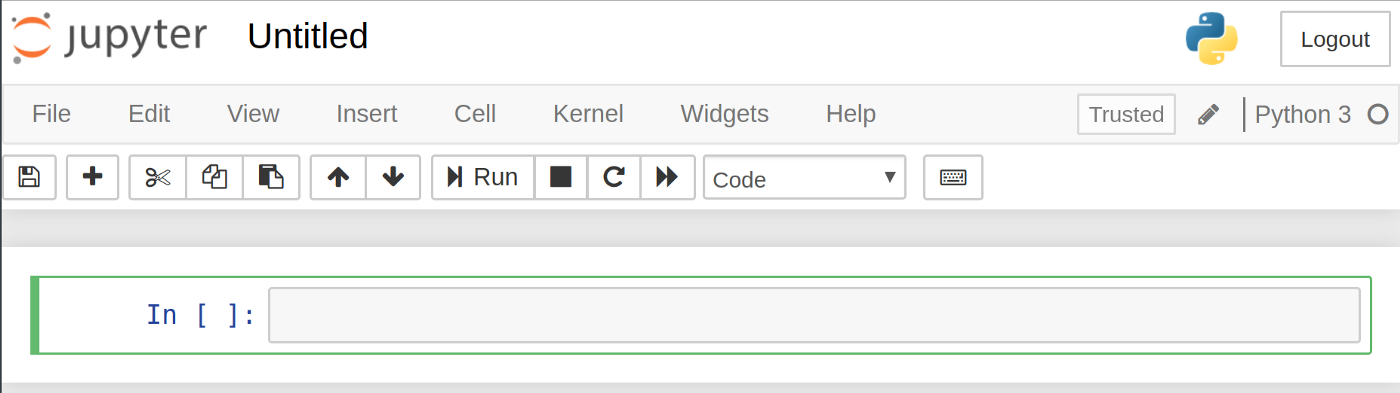 jupyter Untitled Logout
File Edit View Insert Cell Kernel Widgets Help Trusted Python 3
Run Code
In [ ]: